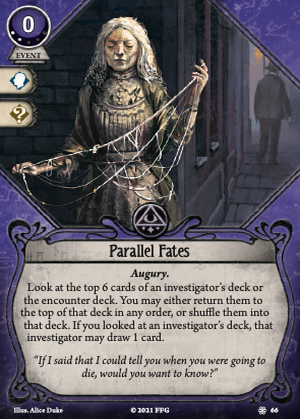 0
EVENT
Parallel Fates
Augury.
Look at the top 6 cards of an investigator's deck or
the encounter deck. You may either return them to
the top of that deck in any order, or shuffle them into
that deck. If you looked at an investigator's deck, that
investigator may draw 1 card.
“If I said that I could tell you when you were going to
die, would you want to know?”
Illus. Alice Duke © 2021 FFG 66